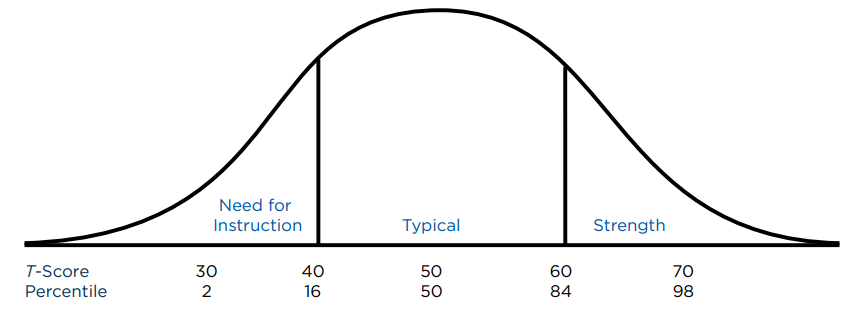 Need for
Instruction
Typical
Strength
T-Score 30 40 50 60 70
Percentile 2 16 50 84 98